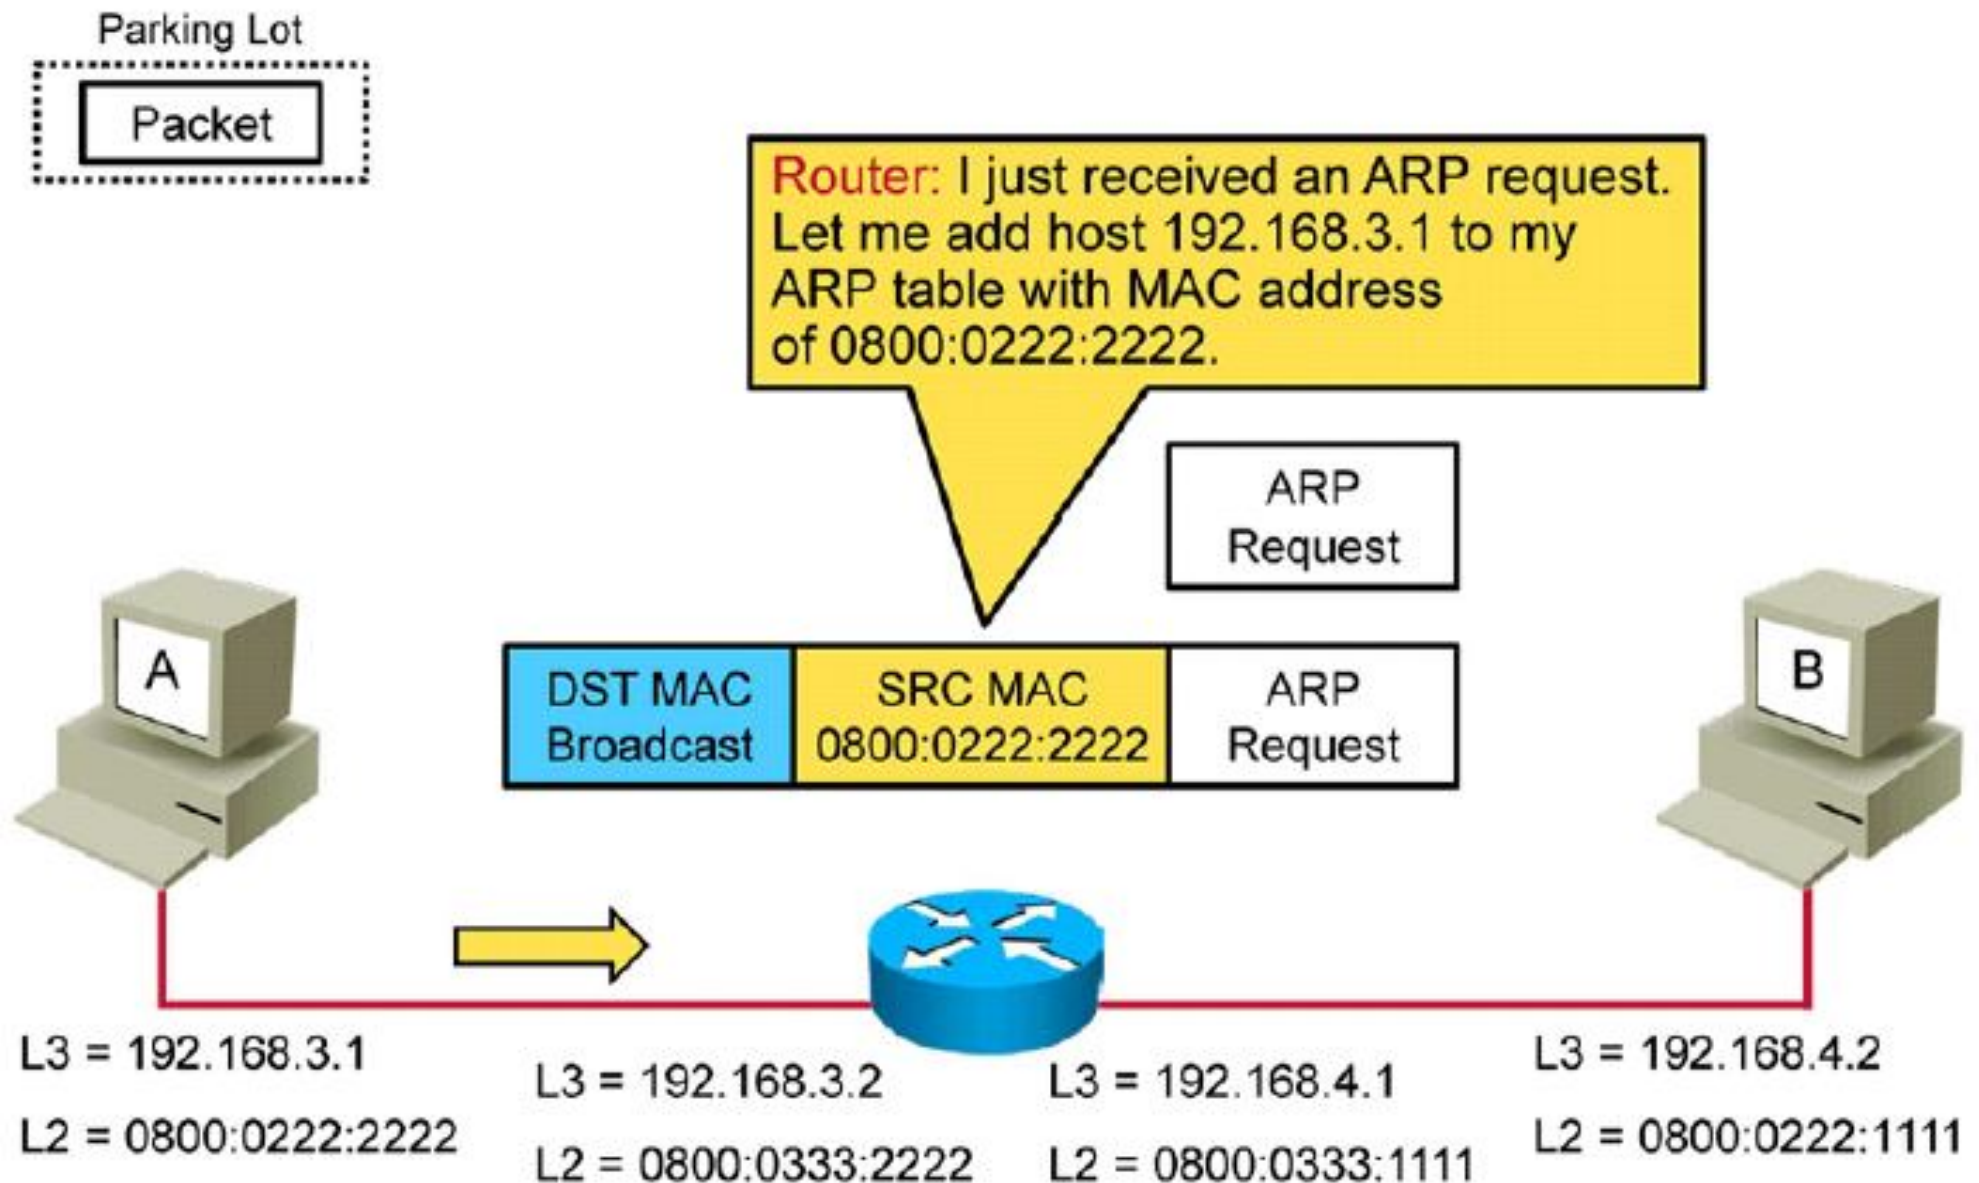 Parking Lot
Packet
Router: I just received an ARP request.
Let me add host 192.168.3.1 to my
ARP table with MAC address
of 0800:0222:2222.
ARP
Request
DST MAC
Broadcast
SRC MAC
0800:0222:2222
ARP
Request
A
B
L3 = 192.168.3.1
L2 = 0800:0222:2222
L3 = 192.168.3.2
L2 = 0800:0333:2222
L3 = 192.168.4.1
L2 = 0800:0333:1111
L3 = 192.168.4.2
L2 = 0800:0222:1111